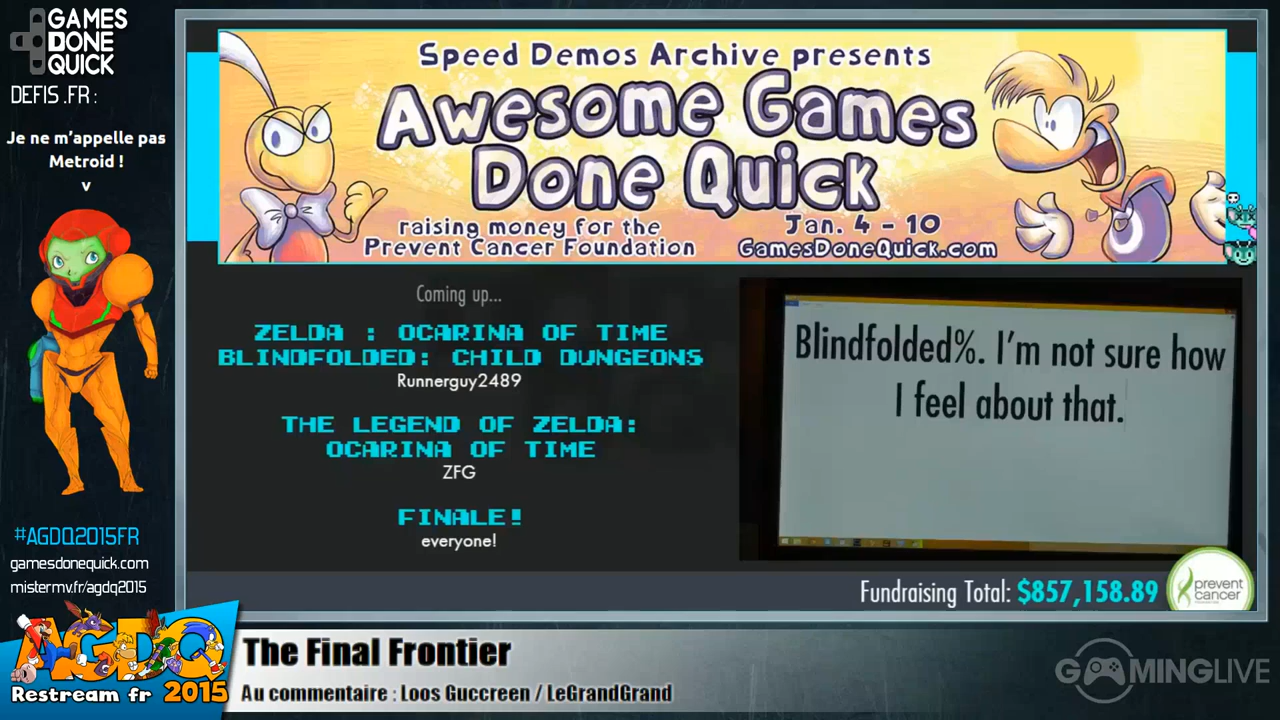 GAMES
DONE
QUICK
DEFIS .FR :
Je ne m'appelle pas
Metroid !
v
#AGDQ2015FR
gamesdonequick.com
mistermv.fr/agdq2015
AGDQ
Restream fr 2015
Speed Demos Archive presents
Awesome Games
Done Quick
raising money for the
Prevent Cancer Foundation
Jan. 4 - 10
GamesDoneQuick.com
Coming up...
ZELDA : OCARINA OF TIME
BLINDFOLDED: CHILD DUNGEONS
Runnerguy2489
THE LEGEND OF ZELDA:
OCARINA OF TIME
ZFG
FINALE!
everyone!
Blindfolded%. I'm not sure how
I feel about that.
Fundraising Total: $857,158.89
prevent
cancer
The Final Frontier
Au commentaire : Loos Guccreen / LeGrandGrand
GAMINGLIVE